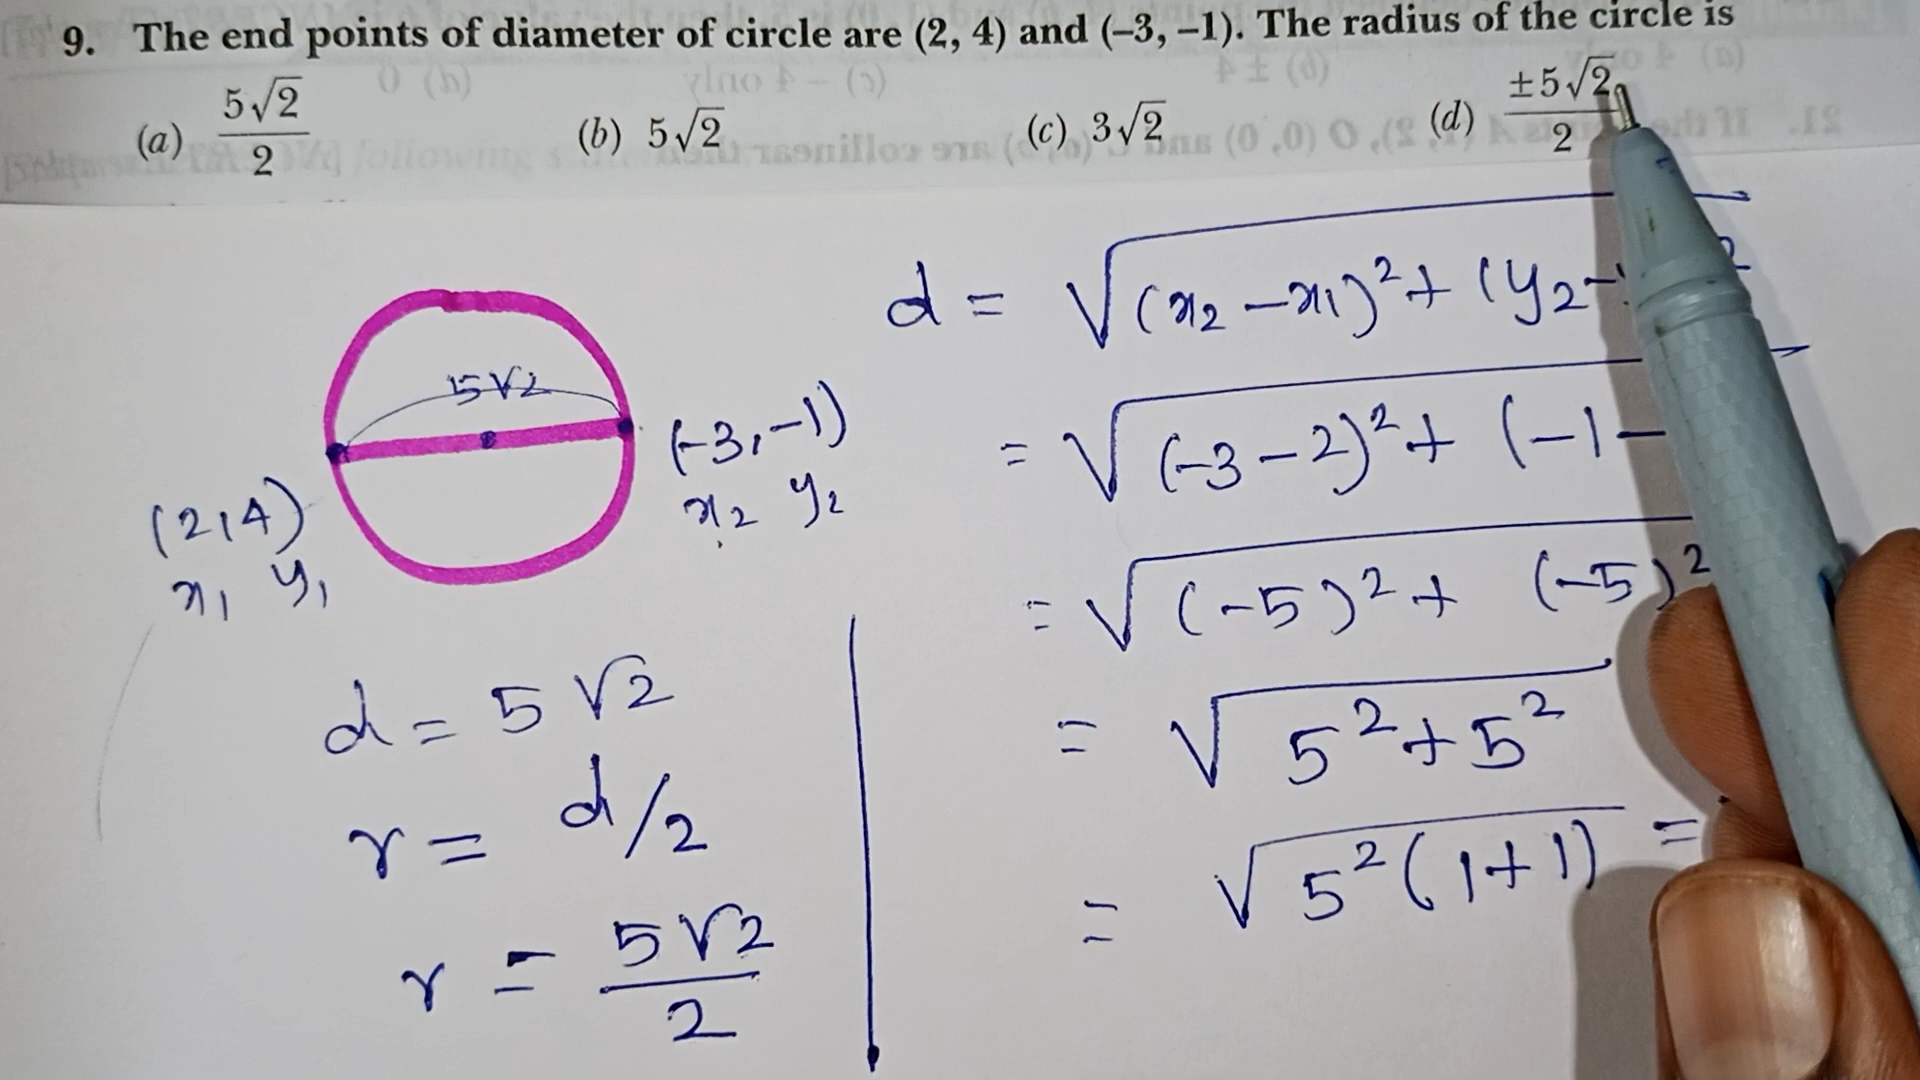 9. The end points of diameter of circle are (2, 4) and (–3, –1). The radius of the circle is
(a) 5√2/2 (b) 5√2 (c) 3√2 (d) ±5√2/2
d = √(x₂ – x₁)² + (y₂ –
= √(-3 – 2)² + (-1 –
= √(-5)² + (-5)²
= √5² + 5²
= √5²(1+1) =
5√2
(-3, -1)
x₂ y₂
(2, 4)
x₁ y₁
d = 5√2
r = d/2
r = 5√2/2